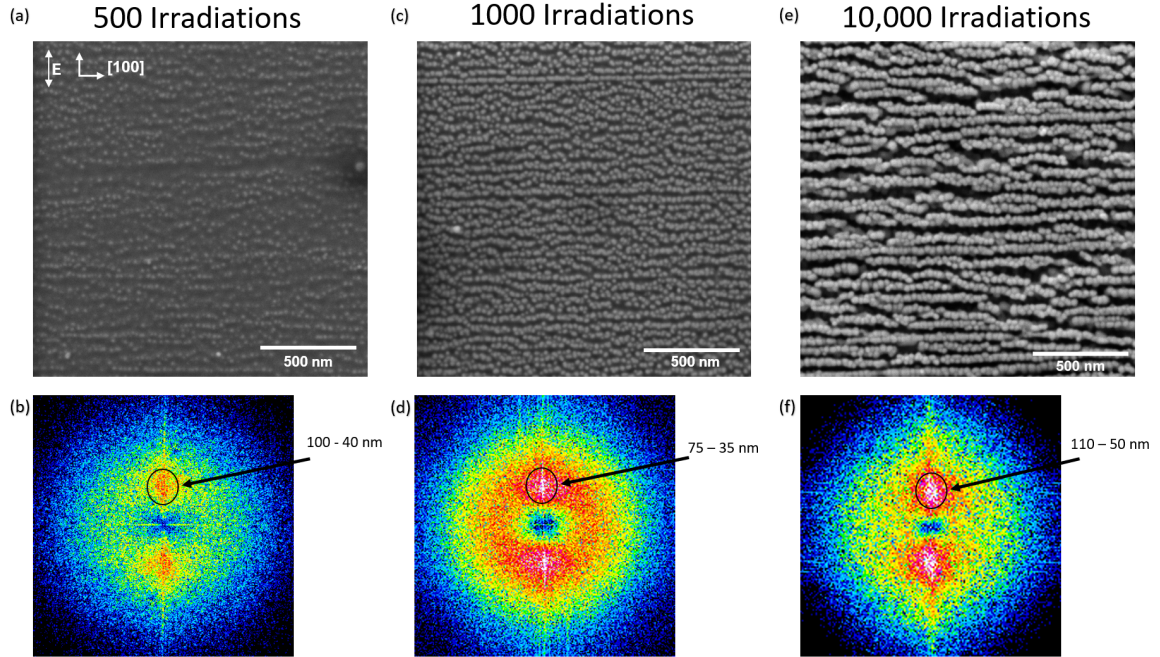 (a) 500 Irradiations
(c) 1000 Irradiations
(e) 10,000 Irradiations
E [100]
500 nm
500 nm
500 nm
(b)
100 - 40 nm
(d)
75 – 35 nm
(f)
110 – 50 nm